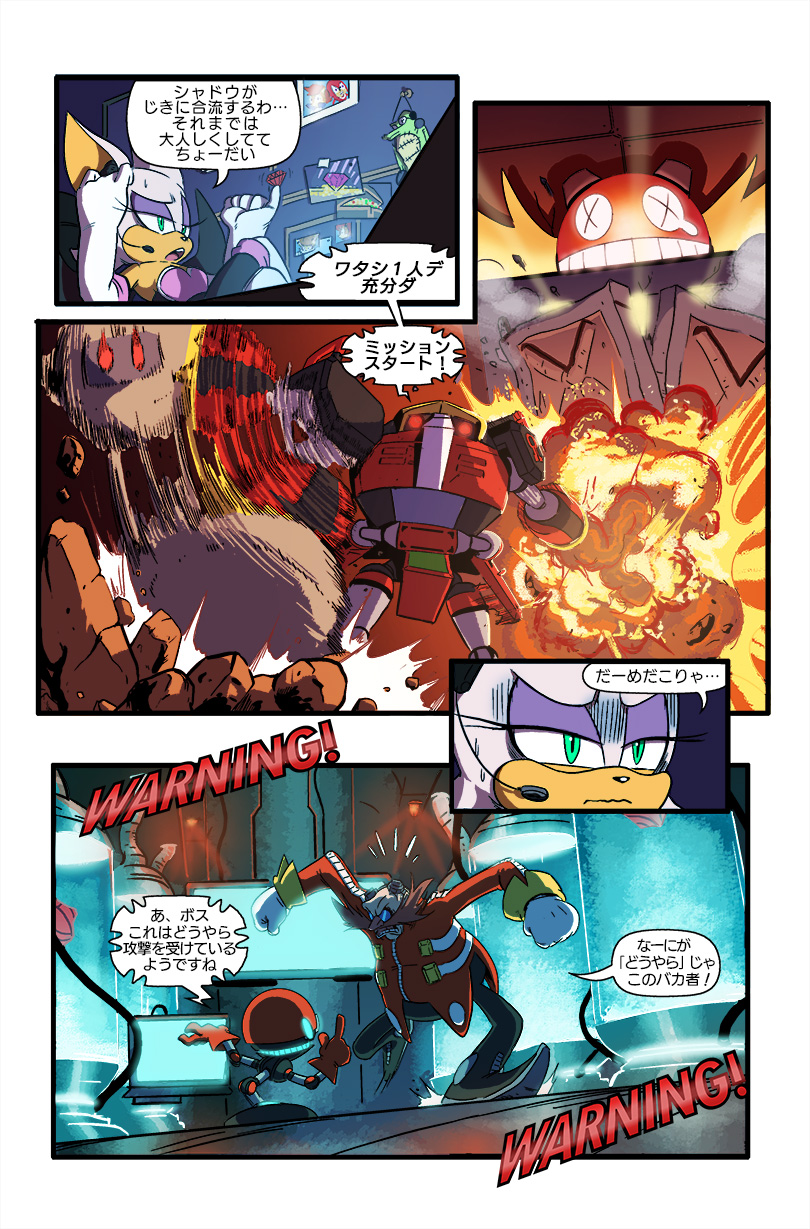 シャドウが
じきに合流するわ…
それまでは
大人しくしてて
ちょーだい
ワタシ1人デ
充分ダ
ミッション
スタート！
だーめだこりゃ…
WARNING!
あ、ボス
これはどうやら
攻撃を受けている
ようですね
なーにが
「どうやら」じゃ
このバカ者！
WARNING!